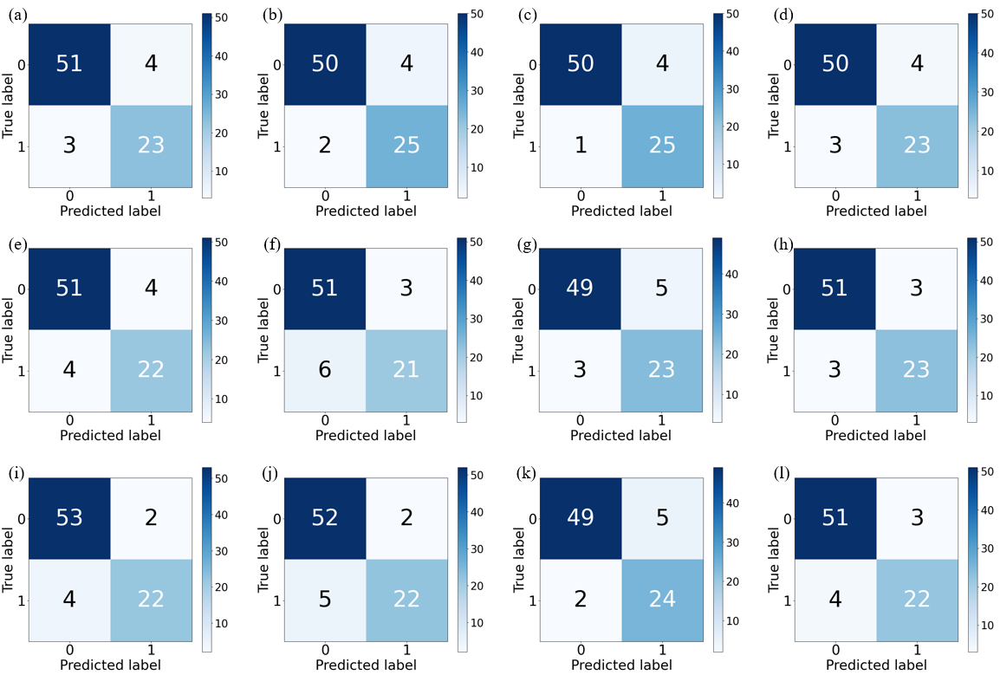 (a) (b) (c) (d)
51 4 50 4 50 4 50 4
3 23 2 25 1 25 3 23
True label True label True label True label
0 1 0 1 0 1 0 1
0 1 0 1 0 1 0 1
Predicted label Predicted label Predicted label Predicted label
50 40 30 20 10
50 40 30 20 10
50 40 30 20 10
50 40 30 20 10
(e) (f) (g) (h)
51 4 51 3 49 5 51 3
4 22 6 21 3 23 3 23
True label True label True label True label
0 1 0 1 0 1 0 1
0 1 0 1 0 1 0 1
Predicted label Predicted label Predicted label Predicted label
50 40 30 20 10
50 40 30 20 10
40 30 20 10
50 40 30 20 10
(i) (j) (k) (l)
53 2 52 2 49 5 51 3
4 22 5 22 2 24 4 22
True label True label True label True label
0 1 0 1 0 1 0 1
0 1 0 1 0 1 0 1
Predicted label Predicted label Predicted label Predicted label
50 40 30 20 10
50 40 30 20 10
40 30 20 10
50 40 30 20 10